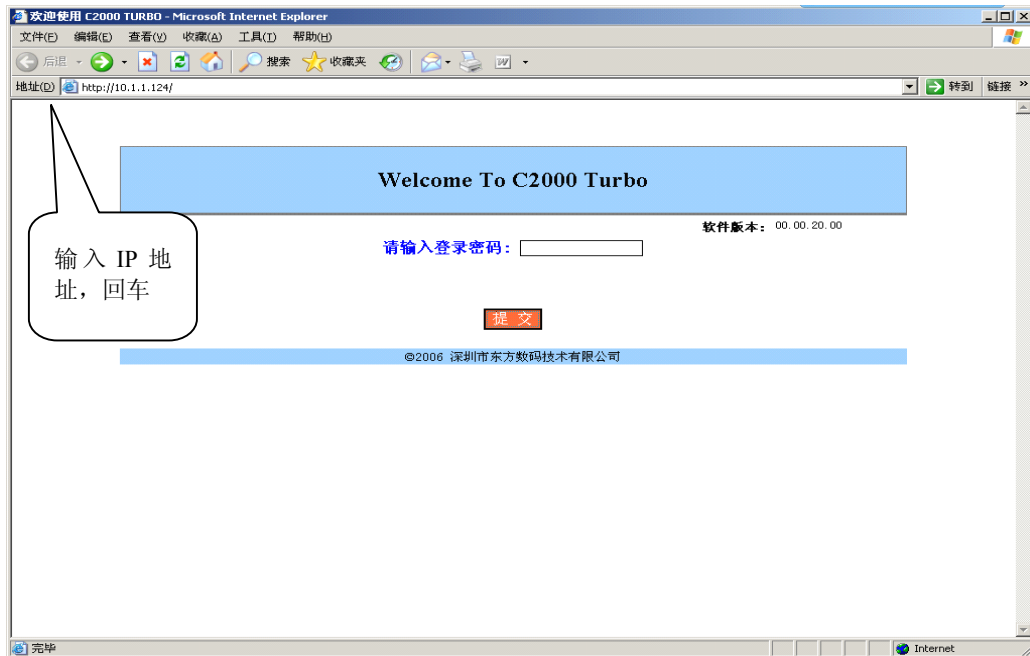 欢迎使用 C2000 TURBO - Microsoft Internet Explorer
文件(F) 编辑(E) 查看(V) 收藏(A) 工具(T) 帮助(H)
后退 搜索 收藏夹
地址(D) http://10.1.1.124/ 转到 链接 »
Welcome To C2000 Turbo
软件版本： 00.00.20.00
请输入登录密码：
输入 IP 地
址，回车
提 交
©2006 深圳市东方数码技术有限公司
完毕 Internet